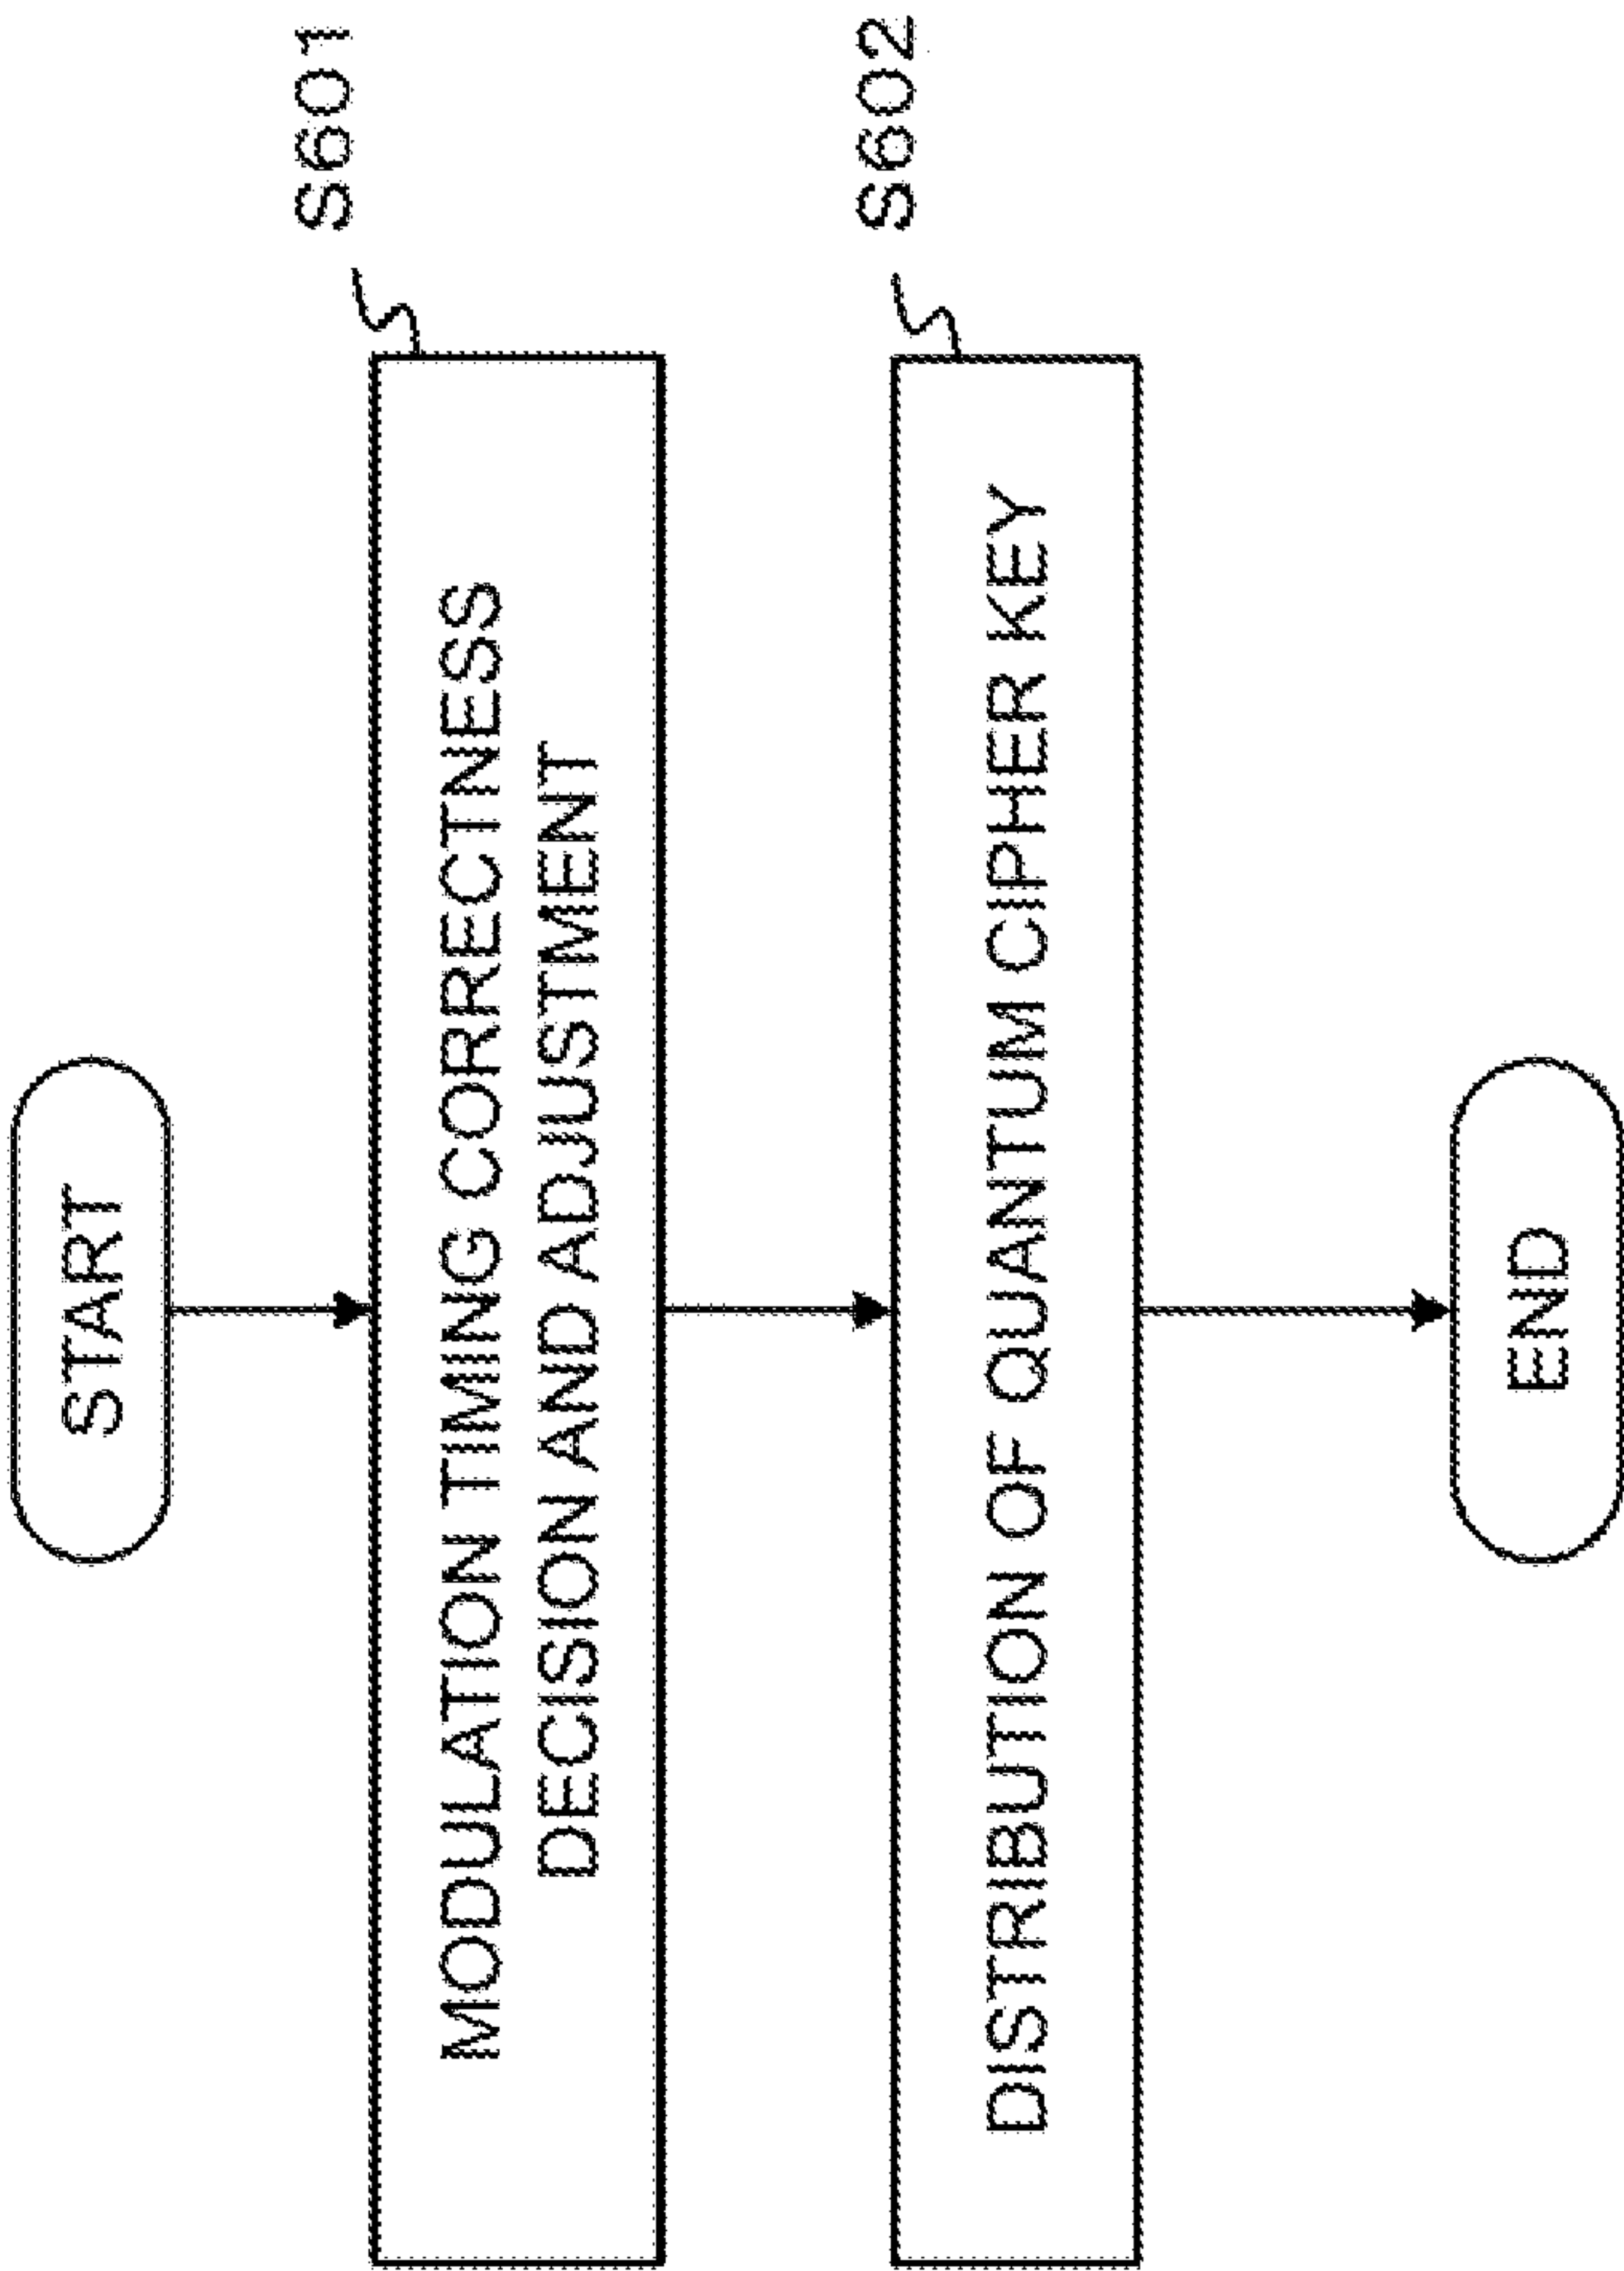 START
S601
MODULATION TIMING CORRECTNESS
DECISION AND ADJUSTMENT
S602
DISTRIBUTION OF QUANTUM CIPHER KEY
END